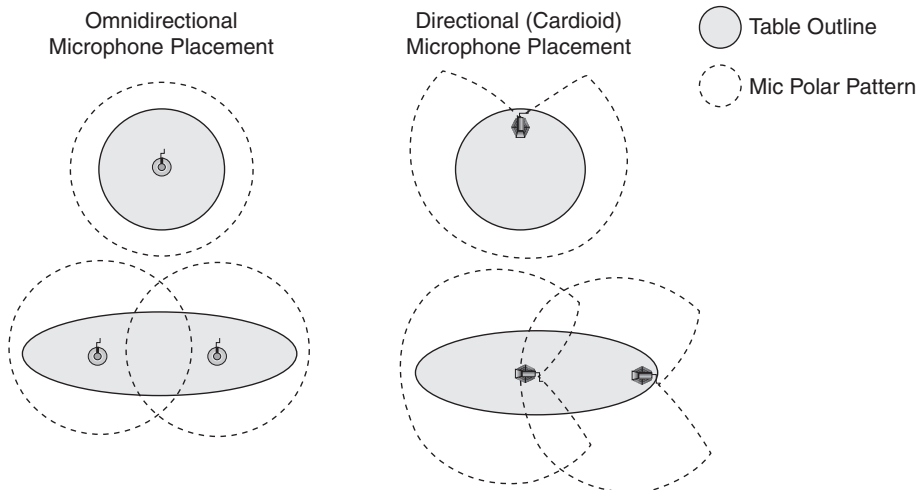 Omnidirectional
Microphone Placement
Directional (Cardioid)
Microphone Placement
Table Outline
Mic Polar Pattern